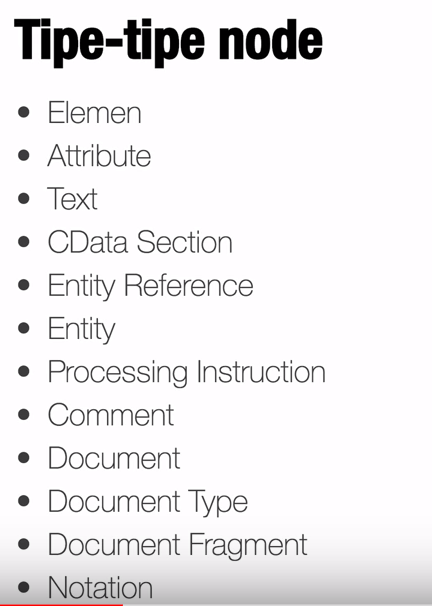 Tipe-tipe node
• Elemen
• Attribute
• Text
• CData Section
• Entity Reference
• Entity
• Processing Instruction
• Comment
• Document
• Document Type
• Document Fragment
• Notation